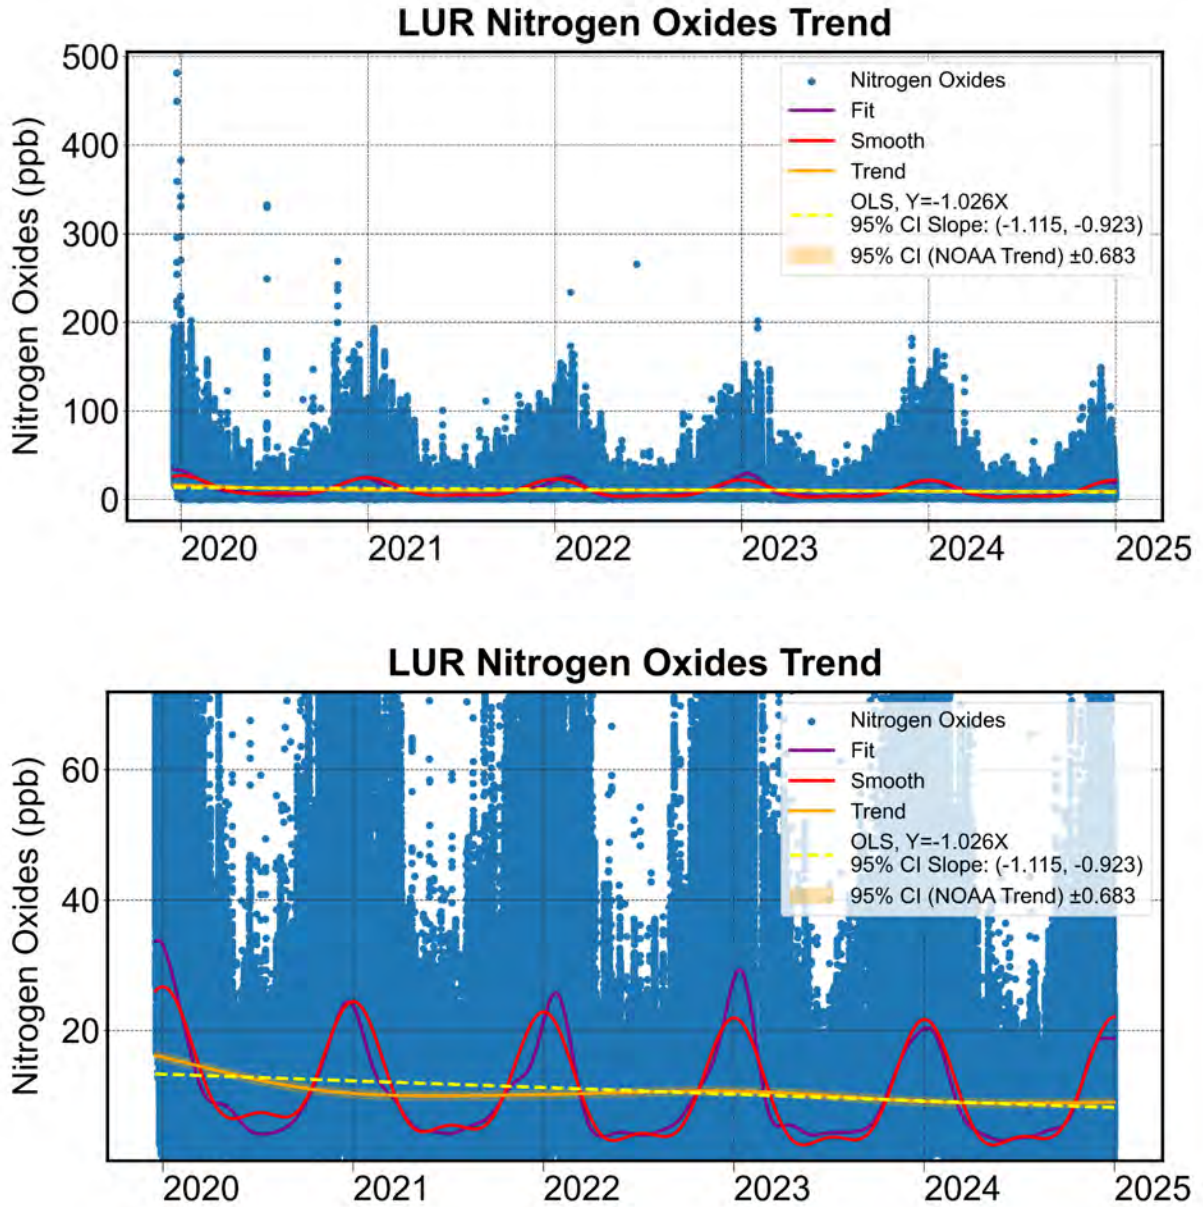 LUR Nitrogen Oxides Trend
500
400
300
200
100
0
Nitrogen Oxides (ppb)
Nitrogen Oxides
Fit
Smooth
Trend
OLS, Y=-1.026X
95% CI Slope: (-1.115, -0.923)
95% CI (NOAA Trend) ±0.683
2020 2021 2022 2023 2024 2025
LUR Nitrogen Oxides Trend
60
40
20
Nitrogen Oxides (ppb)
Nitrogen Oxides
Fit
Smooth
Trend
OLS, Y=-1.026X
95% CI Slope: (-1.115, -0.923)
95% CI (NOAA Trend) ±0.683
2020 2021 2022 2023 2024 2025